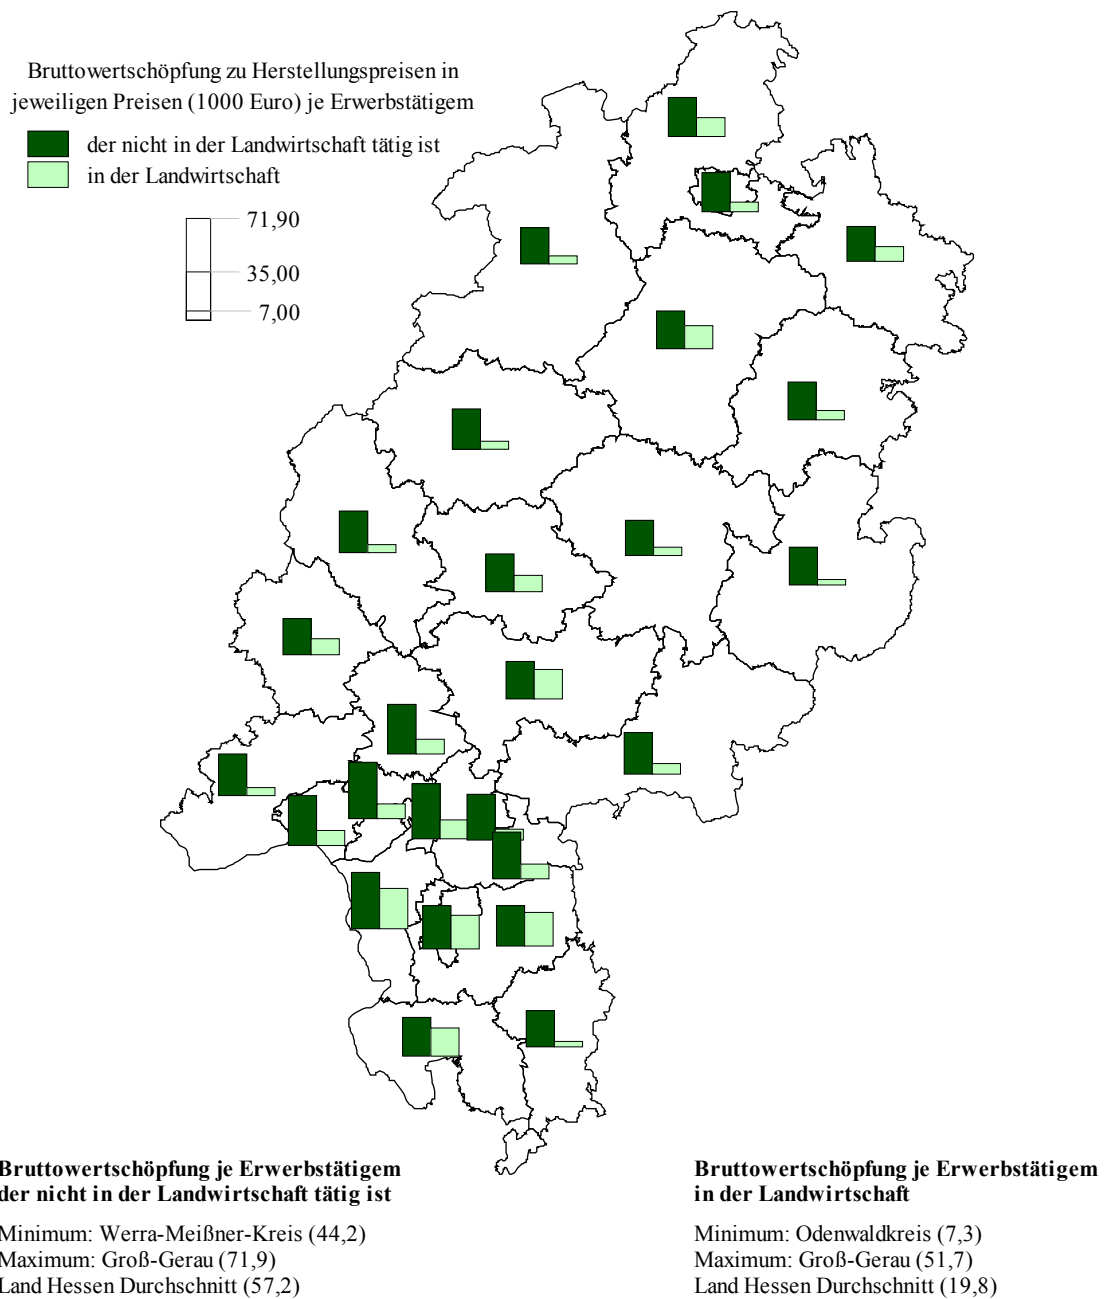 Bruttowertschöpfung zu Herstellungspreisen in
jeweiligen Preisen (1000 Euro) je Erwerbstätigem
der nicht in der Landwirtschaft tätig ist
in der Landwirtschaft
71,90
35,00
7,00
Bruttowertschöpfung je Erwerbstätigem
der nicht in der Landwirtschaft tätig ist
Minimum: Werra-Meißner-Kreis (44,2)
Maximum: Groß-Gerau (71,9)
Land Hessen Durchschnitt (57,2)
Bruttowertschöpfung je Erwerbstätigem
in der Landwirtschaft
Minimum: Odenwaldkreis (7,3)
Maximum: Groß-Gerau (51,7)
Land Hessen Durchschnitt (19,8)